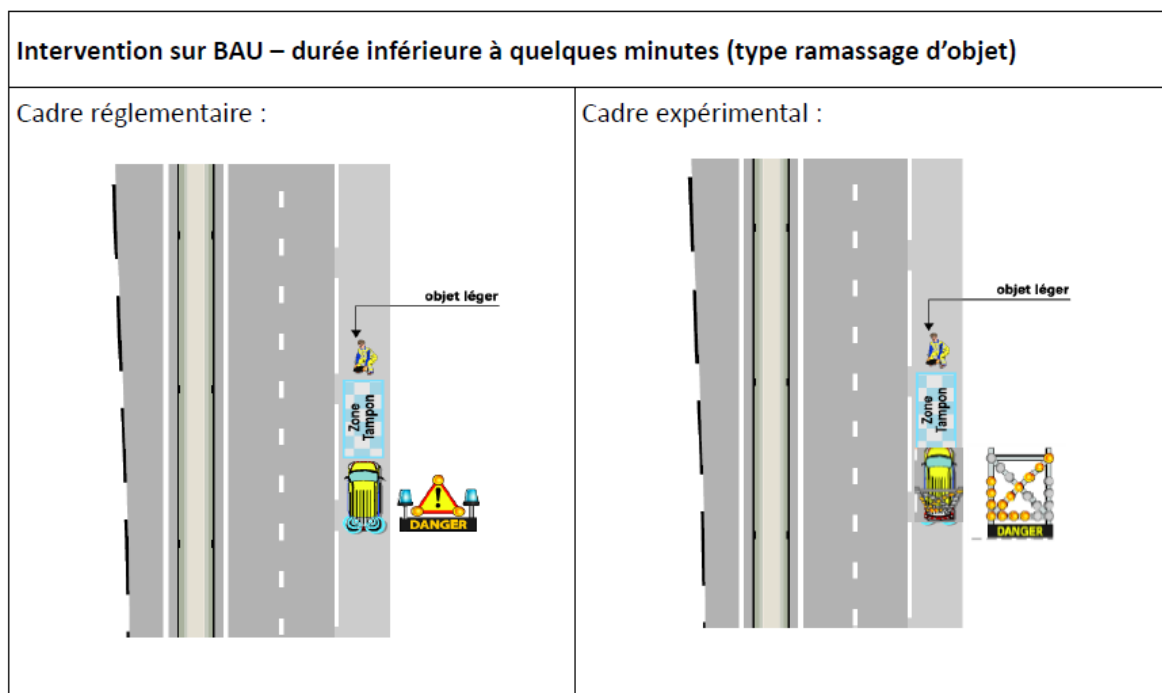 Intervention sur BAU – durée inférieure à quelques minutes (type ramassage d’objet)
Cadre réglementaire :
objet léger
Zone
Tampon
!
DANGER
Cadre expérimental :
objet léger
Zone
Tampon
DANGER